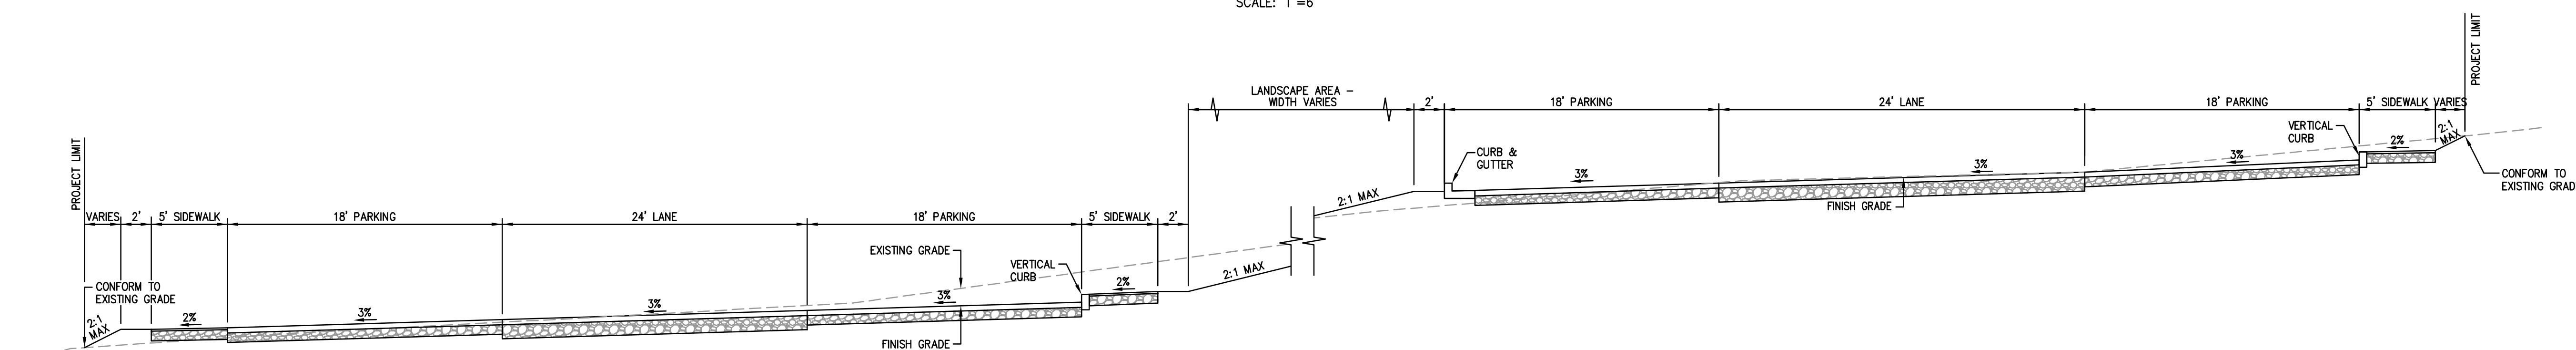 SCALE: 1"=6'
PROJECT LIMIT
LANDSCAPE AREA -
WIDTH VARIES
2'
18' PARKING
24' LANE
18' PARKING
5' SIDEWALK
VARIES
VERTICAL
CURB
2%
2:1
MAX
CURB &
GUTTER
3%
3%
3%
CONFORM TO
EXISTING GRAD
2:1 MAX
FINISH GRADE
PROJECT LIMIT
VARIES
2'
5' SIDEWALK
18' PARKING
24' LANE
18' PARKING
5' SIDEWALK
2'
EXISTING GRADE
VERTICAL
CURB
2:1 MAX
CONFORM TO
EXISTING GRADE
2:1
MAX
2%
3%
3%
3%
2%
FINISH GRADE